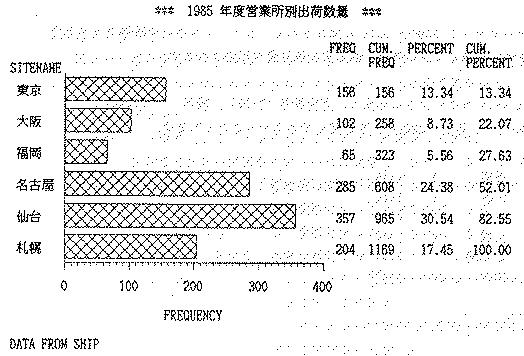 *** 1985 年度営業所別出荷数量 ***
FREQ CUM. PERCENT CUM.
FREQ PERCENT
SITENAME
東京 156 156 13.34 13.34
大阪 102 258 8.73 22.07
福岡 65 323 5.56 27.63
名古屋 285 608 24.38 52.01
仙台 357 965 30.54 82.55
札幌 204 1169 17.45 100.00
0 100 200 300 400
FREQUENCY
DATA FROM SHIP